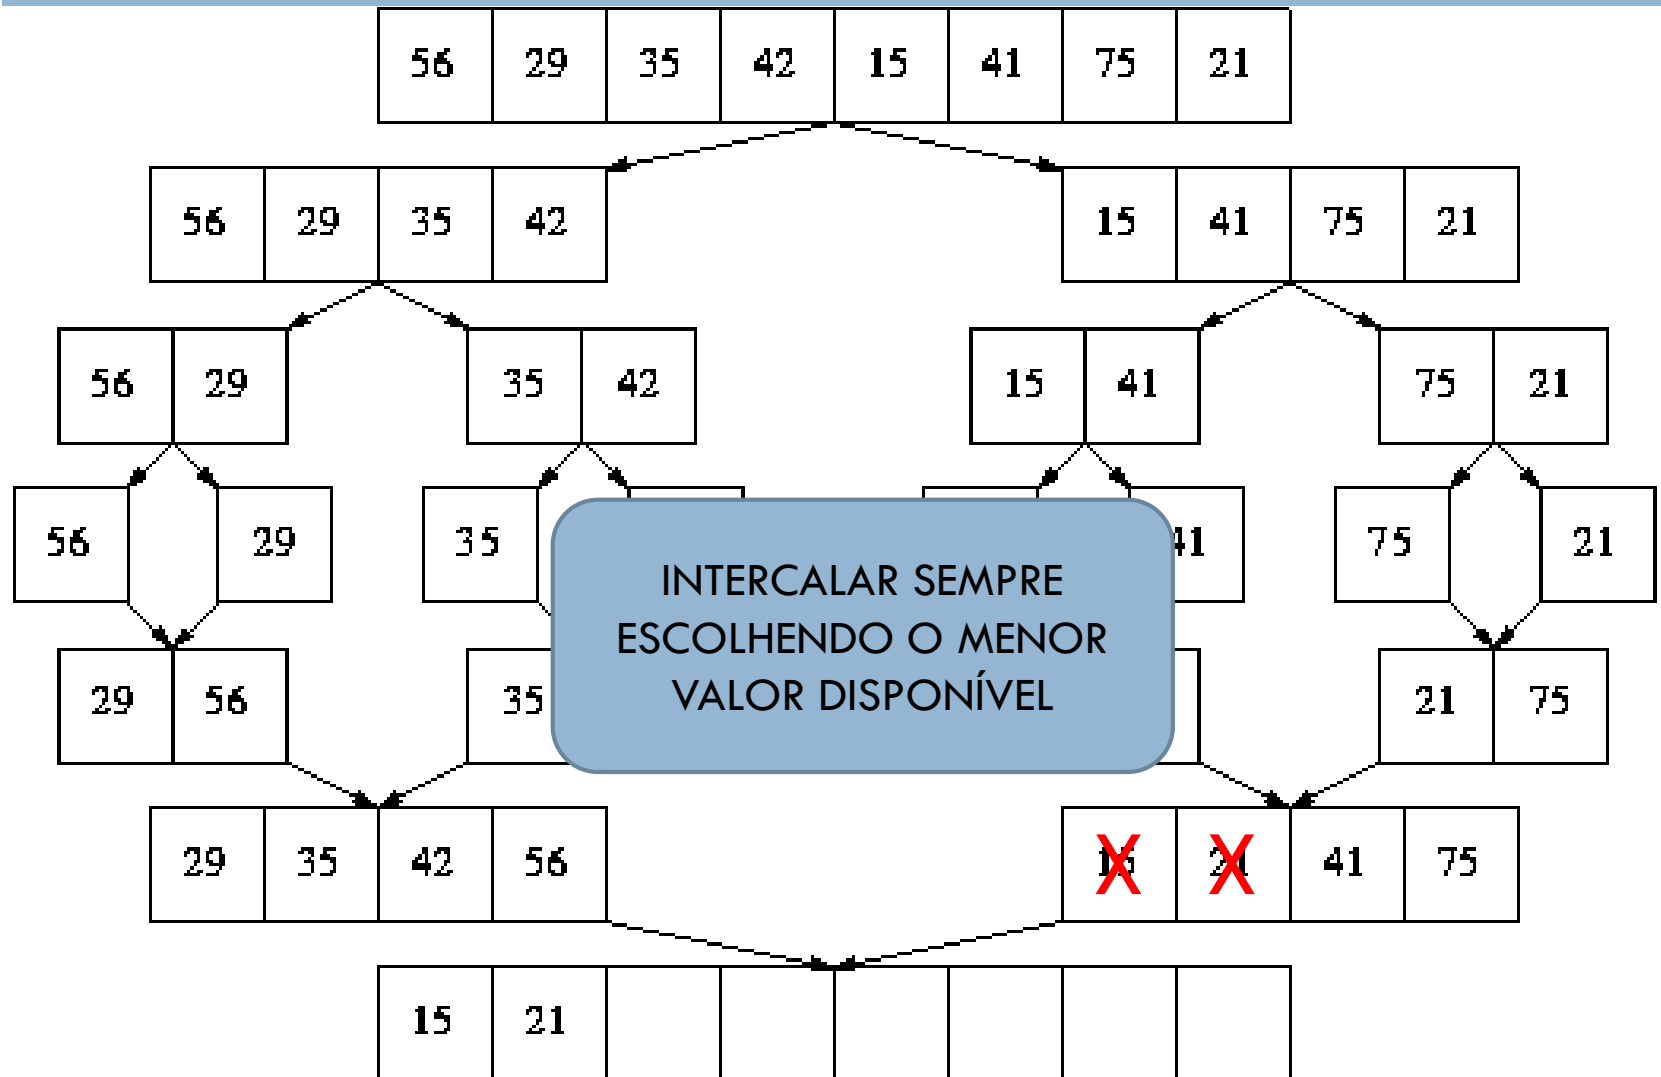 56 29 35 42 15 41 75 21
56 29 35 42 15 41 75 21
56 29 35 42 15 41 75 21
56 29 35 41 75 21
INTERCALAR SEMPRE
ESCOLHENDO O MENOR
VALOR DISPONÍVEL
29 56 35 21 75
29 35 42 56 15 21 41 75
15 21